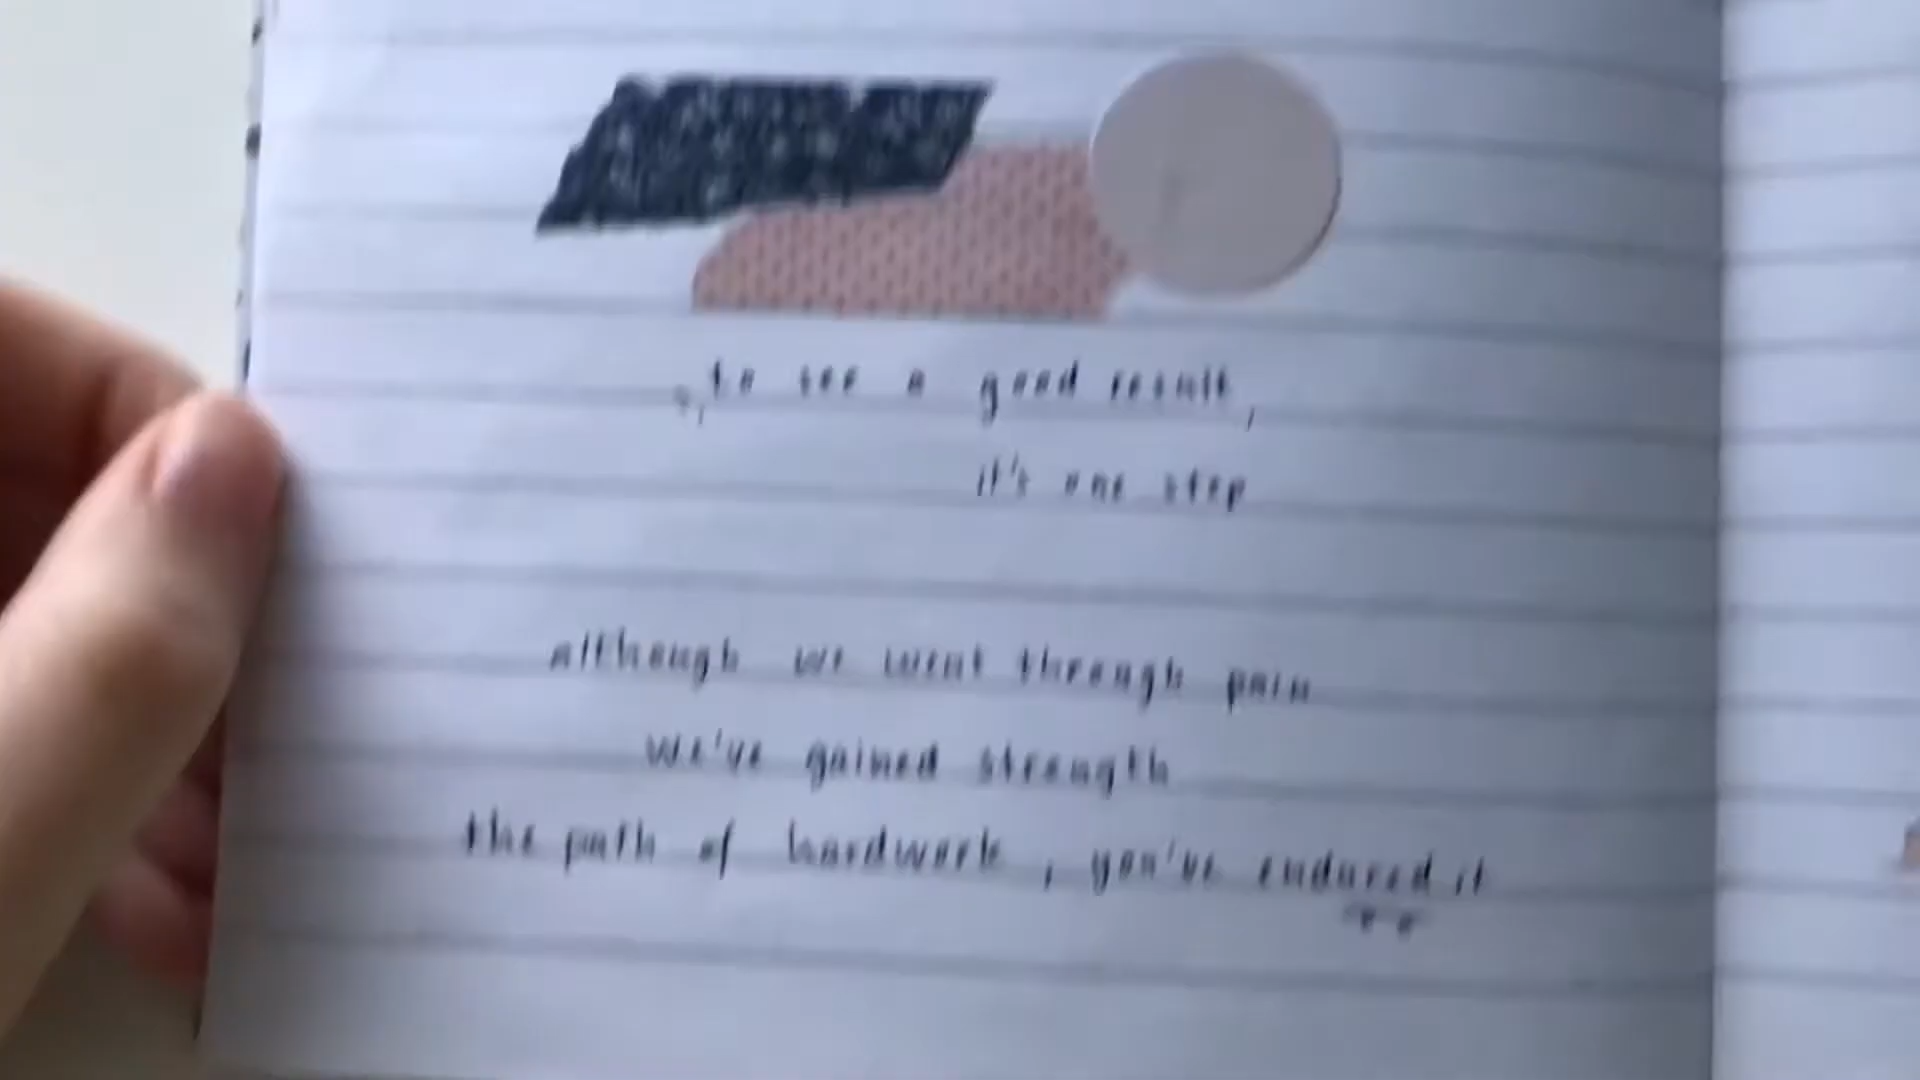 to see a good result,
it's one step
although we went through pain
we've gained strength
the path of hardwork, you've endured it